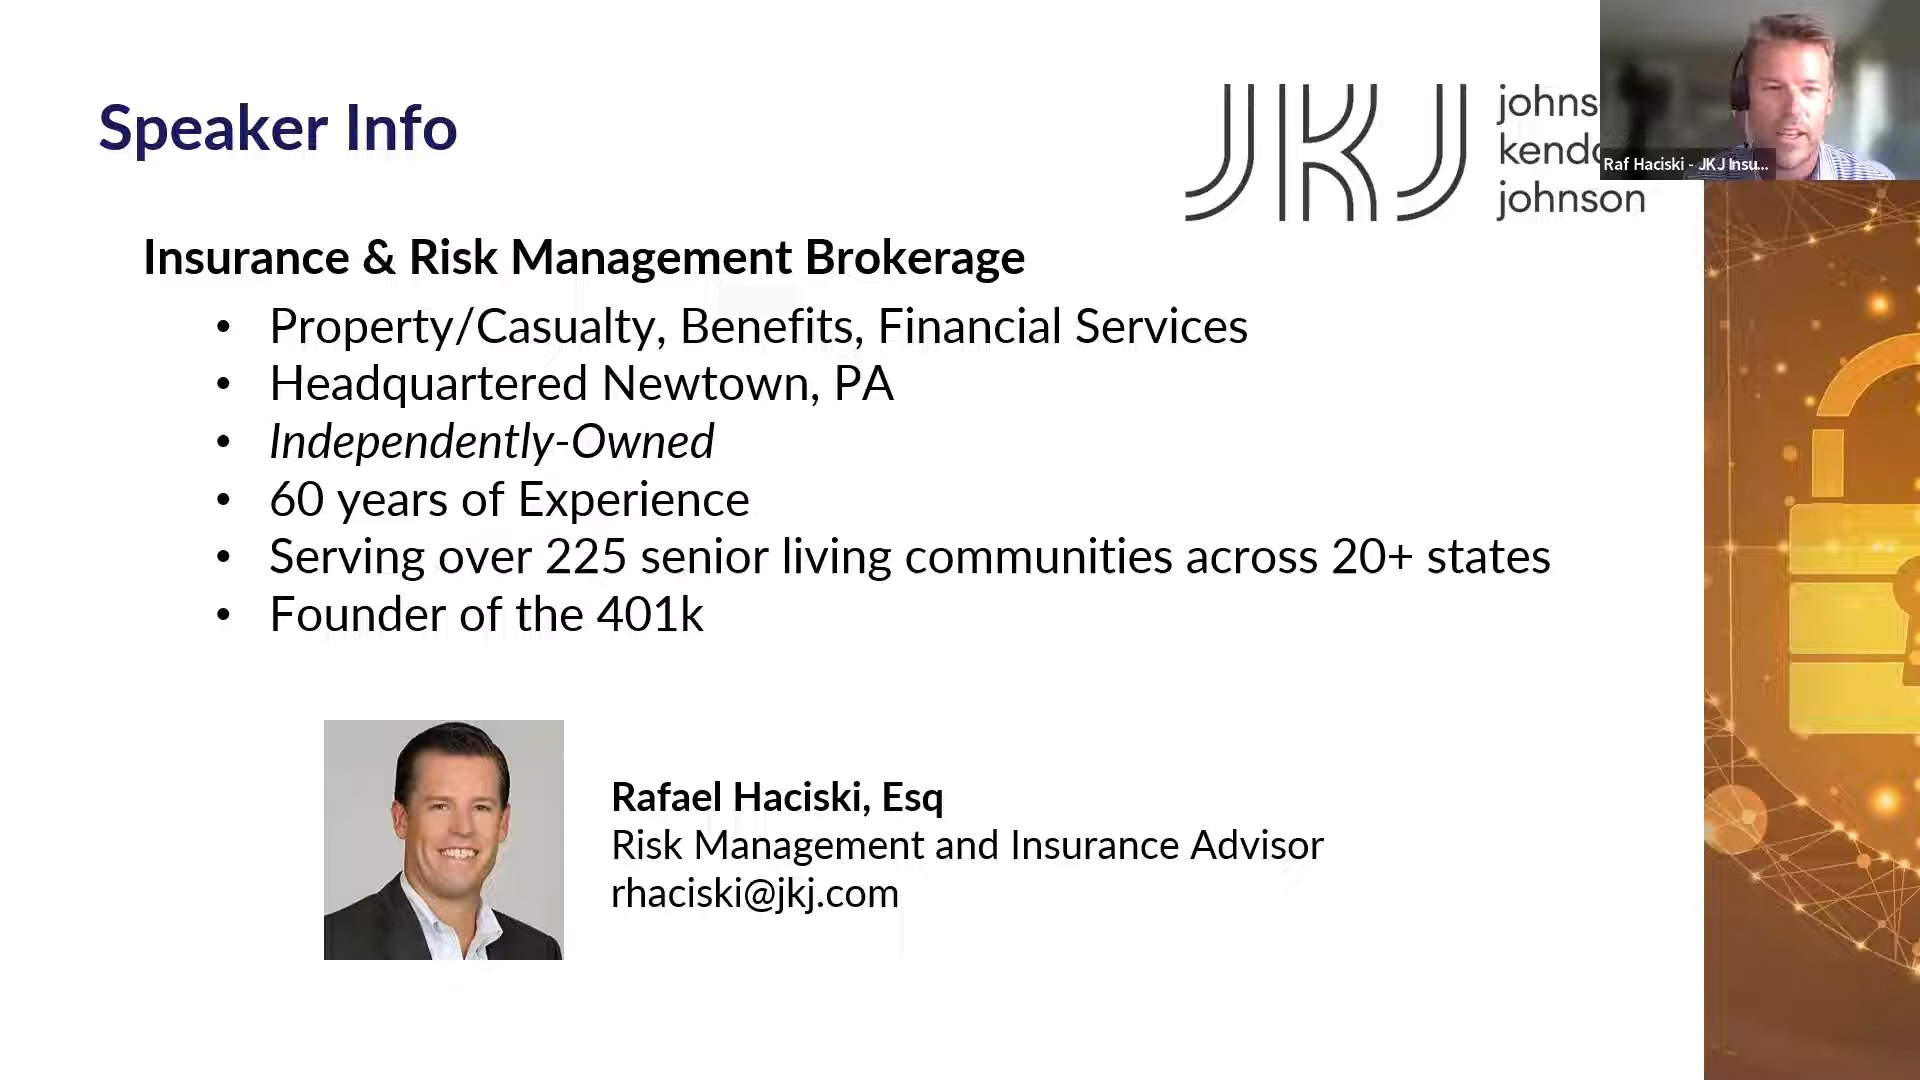 Speaker Info
JKJ
johns
kend
johnson
Raf Haciski - JKJ Insu...
Insurance & Risk Management Brokerage
• Property/Casualty, Benefits, Financial Services
• Headquartered Newtown, PA
• Independently-Owned
• 60 years of Experience
• Serving over 225 senior living communities across 20+ states
• Founder of the 401k
Rafael Haciski, Esq
Risk Management and Insurance Advisor
rhaciski@jkj.com